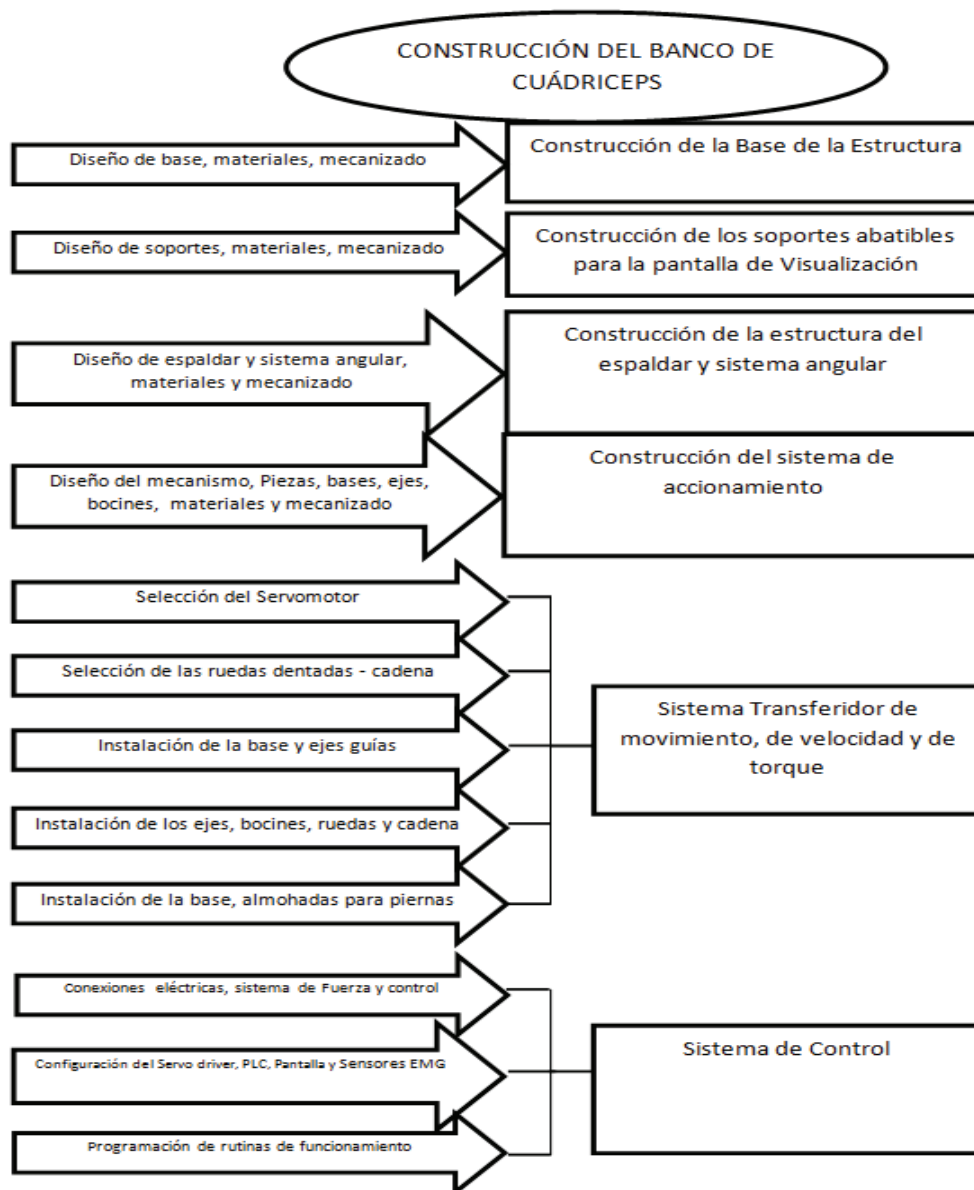 CONSTRUCCIÓN DEL BANCO DE
CUÁDRICEPS
Diseño de base, materiales, mecanizado
Construcción de la Base de la Estructura
Diseño de soportes, materiales, mecanizado
Construcción de los soportes abatibles
para la pantalla de Visualización
Diseño de espaldar y sistema angular,
materiales y mecanizado
Construcción de la estructura del
espaldar y sistema angular
Diseño del mecanismo, Piezas, bases, ejes,
bocines, materiales y mecanizado
Construcción del sistema de
accionamiento
Selección del Servomotor
Selección de las ruedas dentadas - cadena
Instalación de la base y ejes guías
Instalación de los ejes, bocines, ruedas y cadena
Instalación de la base, almohadas para piernas
Sistema Transferidor de
movimiento, de velocidad y de
torque
Conexiones eléctricas, sistema de Fuerza y control
Configuración del Servo driver, PLC, Pantalla y Sensores EMG
Programación de rutinas de funcionamiento
Sistema de Control